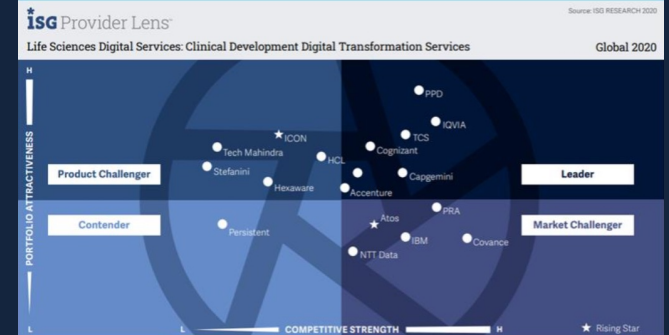 Source: ISG RESEARCH 2020
ISG Provider Lens™
Life Sciences Digital Services: Clinical Development Digital Transformation Services
Global 2020
H
PORTFOLIO ATTRACTIVENESS
L
PPD
IQVIA
TCS
ICON
Cognizant
Tech Mahindra
HCL
Stefanini
Capgemini
Product Challenger
Leader
Hexaware
Accenture
PRA
Atos
Contender
Market Challenger
Persistent
IBM
Covance
NTT Data
L
COMPETITIVE STRENGTH
H
★ Rising Star